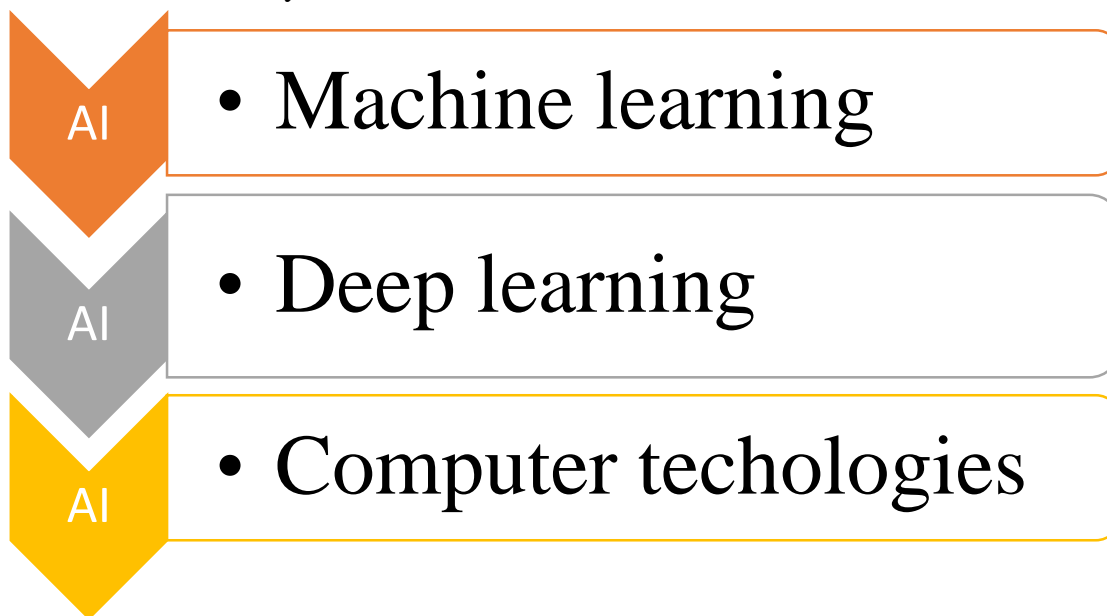 AI
• Machine learning
AI
• Deep learning
AI
• Computer techologies